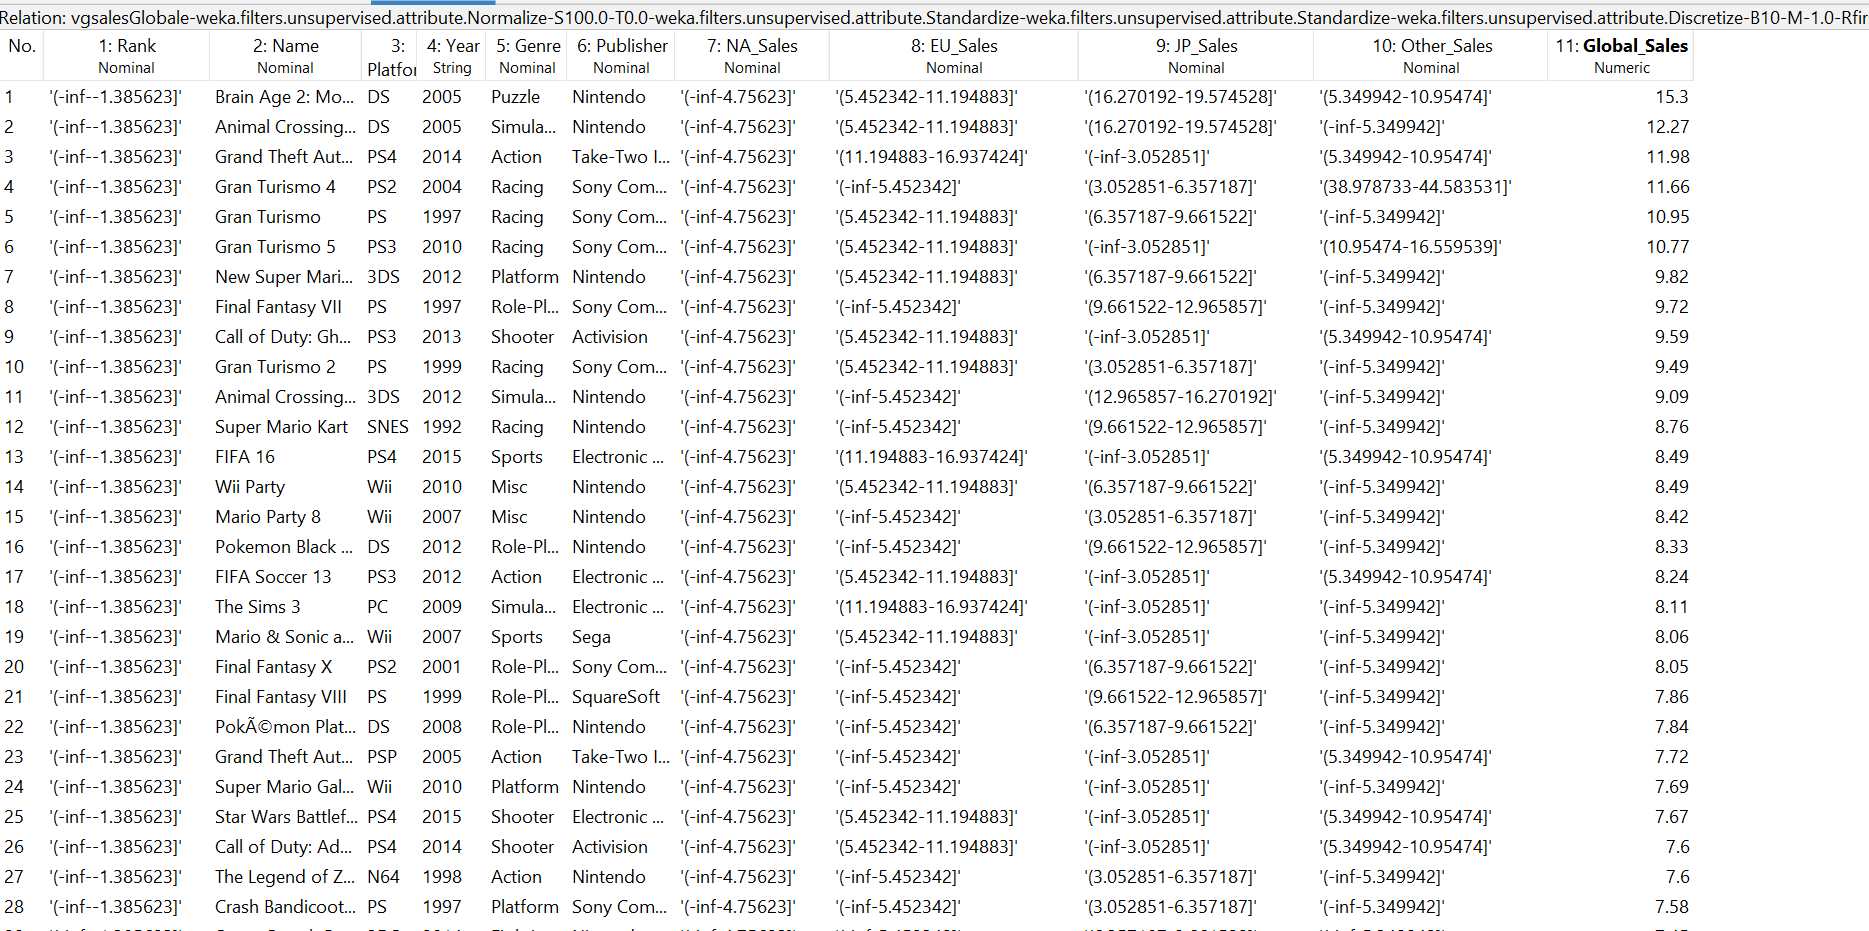 Relation: vgsalesGlobale-weka.filters.unsupervised.attribute.Normalize-S100.0-T0.0-weka.filters.unsupervised.attribute.Standardize-weka.filters.unsupervised.attribute.Standardize-weka.filters.unsupervised.attribute.Discretize-B10-M-1.0-Rfir
No. 1: Rank 2: Name 3: 4: Year 5: Genre 6: Publisher 7: NA_Sales 8: EU_Sales 9: JP_Sales 10: Other_Sales 11: Global_Sales
Nominal Nominal Platfor String Nominal Nominal Nominal Nominal Nominal Nominal Numeric
1 '(-inf--1.385623]' Brain Age 2: Mo... DS 2005 Puzzle Nintendo '(-inf-4.75623]' '(5.452342-11.194883]' '(16.270192-19.574528]' '(5.349942-10.95474]' 15.3
2 '(-inf--1.385623]' Animal Crossing... DS 2005 Simula... Nintendo '(-inf-4.75623]' '(5.452342-11.194883]' '(16.270192-19.574528]' '(-inf-5.349942]' 12.27
3 '(-inf--1.385623]' Grand Theft Aut... PS4 2014 Action Take-Two I... '(-inf-4.75623]' '(11.194883-16.937424]' '(-inf-3.052851]' '(5.349942-10.95474]' 11.98
4 '(-inf--1.385623]' Gran Turismo 4 PS2 2004 Racing Sony Com... '(-inf-4.75623]' '(-inf-5.452342]' '(3.052851-6.357187]' '(38.978733-44.583531]' 11.66
5 '(-inf--1.385623]' Gran Turismo PS 1997 Racing Sony Com... '(-inf-4.75623]' '(5.452342-11.194883]' '(6.357187-9.661522]' '(-inf-5.349942]' 10.95
6 '(-inf--1.385623]' Gran Turismo 5 PS3 2010 Racing Sony Com... '(-inf-4.75623]' '(5.452342-11.194883]' '(-inf-3.052851]' '(10.95474-16.559539]' 10.77
7 '(-inf--1.385623]' New Super Mari... 3DS 2012 Platform Nintendo '(-inf-4.75623]' '(5.452342-11.194883]' '(6.357187-9.661522]' '(-inf-5.349942]' 9.82
8 '(-inf--1.385623]' Final Fantasy VII PS 1997 Role-Pl... Sony Com... '(-inf-4.75623]' '(-inf-5.452342]' '(9.661522-12.965857]' '(-inf-5.349942]' 9.72
9 '(-inf--1.385623]' Call of Duty: Gh... PS3 2013 Shooter Activision '(-inf-4.75623]' '(5.452342-11.194883]' '(-inf-3.052851]' '(5.349942-10.95474]' 9.59
10 '(-inf--1.385623]' Gran Turismo 2 PS 1999 Racing Sony Com... '(-inf-4.75623]' '(5.452342-11.194883]' '(3.052851-6.357187]' '(-inf-5.349942]' 9.49
11 '(-inf--1.385623]' Animal Crossing... 3DS 2012 Simula... Nintendo '(-inf-4.75623]' '(-inf-5.452342]' '(12.965857-16.270192]' '(-inf-5.349942]' 9.09
12 '(-inf--1.385623]' Super Mario Kart SNES 1992 Racing Nintendo '(-inf-4.75623]' '(-inf-5.452342]' '(9.661522-12.965857]' '(-inf-5.349942]' 8.76
13 '(-inf--1.385623]' FIFA 16 PS4 2015 Sports Electronic ... '(-inf-4.75623]' '(11.194883-16.937424]' '(-inf-3.052851]' '(5.349942-10.95474]' 8.49
14 '(-inf--1.385623]' Wii Party Wii 2010 Misc Nintendo '(-inf-4.75623]' '(5.452342-11.194883]' '(6.357187-9.661522]' '(-inf-5.349942]' 8.49
15 '(-inf--1.385623]' Mario Party 8 Wii 2007 Misc Nintendo '(-inf-4.75623]' '(-inf-5.452342]' '(3.052851-6.357187]' '(-inf-5.349942]' 8.42
16 '(-inf--1.385623]' Pokemon Black ... DS 2012 Role-Pl... Nintendo '(-inf-4.75623]' '(-inf-5.452342]' '(9.661522-12.965857]' '(-inf-5.349942]' 8.33
17 '(-inf--1.385623]' FIFA Soccer 13 PS3 2012 Action Electronic ... '(-inf-4.75623]' '(5.452342-11.194883]' '(-inf-3.052851]' '(5.349942-10.95474]' 8.24
18 '(-inf--1.385623]' The Sims 3 PC 2009 Simula... Electronic ... '(-inf-4.75623]' '(11.194883-16.937424]' '(-inf-3.052851]' '(-inf-5.349942]' 8.11
19 '(-inf--1.385623]' Mario & Sonic a... Wii 2007 Sports Sega '(-inf-4.75623]' '(5.452342-11.194883]' '(-inf-3.052851]' '(-inf-5.349942]' 8.06
20 '(-inf--1.385623]' Final Fantasy X PS2 2001 Role-Pl... Sony Com... '(-inf-4.75623]' '(-inf-5.452342]' '(6.357187-9.661522]' '(-inf-5.349942]' 8.05
21 '(-inf--1.385623]' Final Fantasy VIII PS 1999 Role-Pl... SquareSoft '(-inf-4.75623]' '(-inf-5.452342]' '(9.661522-12.965857]' '(-inf-5.349942]' 7.86
22 '(-inf--1.385623]' PokÃ©mon Plat... DS 2008 Role-Pl... Nintendo '(-inf-4.75623]' '(-inf-5.452342]' '(6.357187-9.661522]' '(-inf-5.349942]' 7.84
23 '(-inf--1.385623]' Grand Theft Aut... PSP 2005 Action Take-Two I... '(-inf-4.75623]' '(-inf-5.452342]' '(-inf-3.052851]' '(5.349942-10.95474]' 7.72
24 '(-inf--1.385623]' Super Mario Gal... Wii 2010 Platform Nintendo '(-inf-4.75623]' '(-inf-5.452342]' '(-inf-3.052851]' '(-inf-5.349942]' 7.69
25 '(-inf--1.385623]' Star Wars Battlef... PS4 2015 Shooter Electronic ... '(-inf-4.75623]' '(5.452342-11.194883]' '(-inf-3.052851]' '(5.349942-10.95474]' 7.67
26 '(-inf--1.385623]' Call of Duty: Ad... PS4 2014 Shooter Activision '(-inf-4.75623]' '(5.452342-11.194883]' '(-inf-3.052851]' '(5.349942-10.95474]' 7.6
27 '(-inf--1.385623]' The Legend of Z... N64 1998 Action Nintendo '(-inf-4.75623]' '(-inf-5.452342]' '(3.052851-6.357187]' '(-inf-5.349942]' 7.6
28 '(-inf--1.385623]' Crash Bandicoot... PS 1997 Platform Sony Com... '(-inf-4.75623]' '(-inf-5.452342]' '(3.052851-6.357187]' '(-inf-5.349942]' 7.58